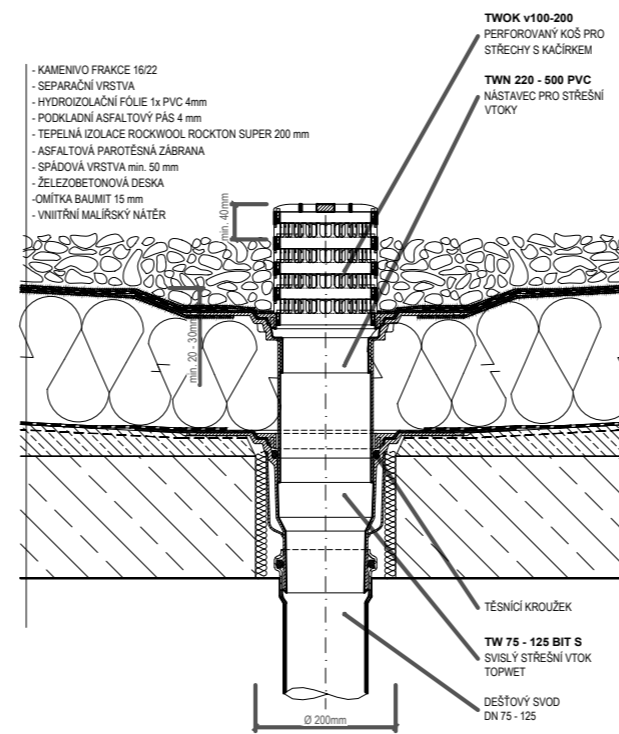 TWOK v100-200
PERFOROVANÝ KOŠ PRO
STŘECHY S KAČÍRKEM
TWN 220 - 500 PVC
NÁSTAVEC PRO STŘEŠNÍ
VTOKY
- KAMENIVO FRAKCE 16/22
- SEPARAČNÍ VRSTVA
- HYDROIZOLAČNÍ FÓLIE 1x PVC 4mm
- PODKLADNÍ ASFALTOVÝ PÁS 4 mm
- TEPELNÁ IZOLACE ROCKWOOL ROCKTON SUPER 200 mm
- ASFALTOVÁ PAROTĚSNÁ ZÁBRANA
- SPÁDOVÁ VRSTVA min. 50 mm
- ŽELEZOBETONOVÁ DESKA
-OMÍTKA BAUMIT 15 mm
- VNIITŘNÍ MALÍŘSKÝ NÁTĚR
min. 40mm
min. 20 - 30mm
TĚSNÍCÍ KROUŽEK
TW 75 - 125 BIT S
SVISLÝ STŘEŠNÍ VTOK
TOPWET
DEŠŤOVÝ SVOD
DN 75 - 125
Ø 200mm